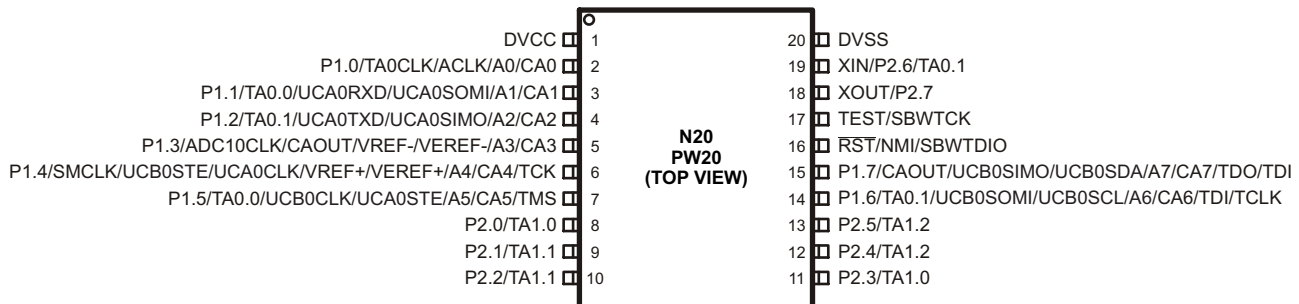 DVCC 1 20 DVSS
P1.0/TA0CLK/ACLK/A0/CA0 2 19 XIN/P2.6/TA0.1
P1.1/TA0.0/UCA0RXD/UCA0SOMI/A1/CA1 3 18 XOUT/P2.7
P1.2/TA0.1/UCA0TXD/UCA0SIMO/A2/CA2 4 17 TEST/SBWTCK
P1.3/ADC10CLK/CAOUT/VREF-/VEREF-/A3/CA3 5 16 RST/NMI/SBWTDIO
P1.4/SMCLK/UCB0STE/UCA0CLK/VREF+/VEREF+/A4/CA4/TCK 6 15 P1.7/CAOUT/UCB0SIMO/UCB0SDA/A7/CA7/TDO/TDI
P1.5/TA0.0/UCB0CLK/UCA0STE/A5/CA5/TMS 7 14 P1.6/TA0.1/UCB0SOMI/UCB0SCL/A6/CA6/TDI/TCLK
P2.0/TA1.0 8 13 P2.5/TA1.2
P2.1/TA1.1 9 12 P2.4/TA1.2
P2.2/TA1.1 10 11 P2.3/TA1.0
N20
PW20
(TOP VIEW)